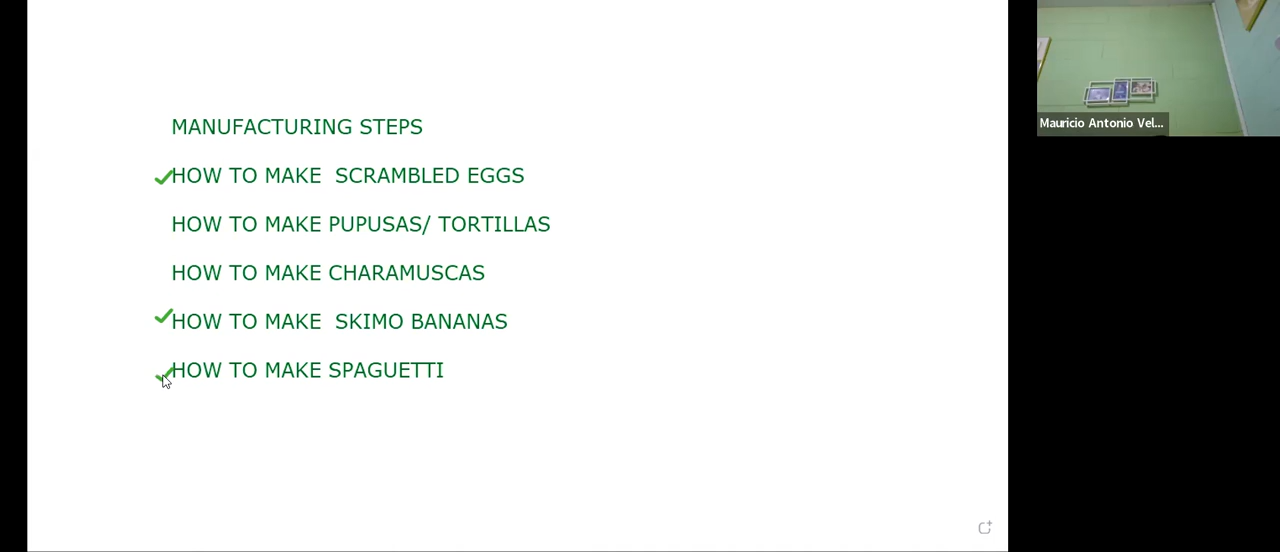 MANUFACTURING STEPS
HOW TO MAKE  SCRAMBLED EGGS
HOW TO MAKE PUPUSAS/ TORTILLAS
HOW TO MAKE CHARAMUSCAS
HOW TO MAKE  SKIMO BANANAS
HOW TO MAKE SPAGUETTI
Mauricio Antonio Vel...